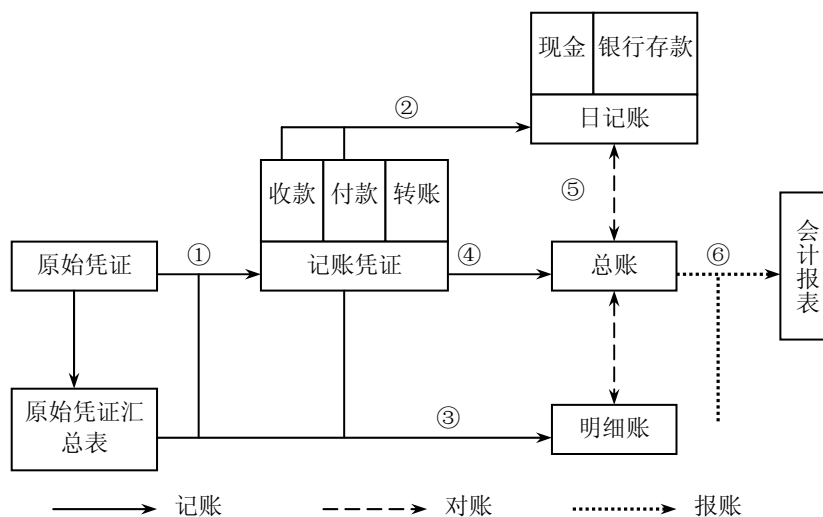 现金
银行存款
②
日记账
收款
付款
转账
⑤
①
原始凭证
记账凭证
④
总账
⑥
会计报表
原始凭证汇
总表
③
明细账
记账
对账
报账